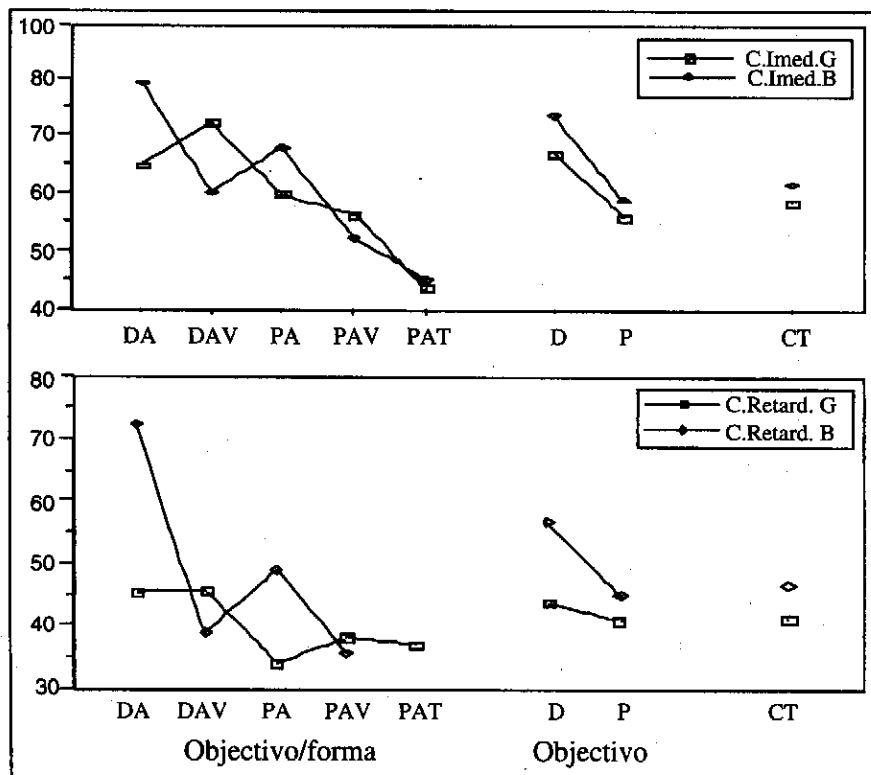 100
80
70
60
50
40
C.Imed.G
C.Imed.B
DA DAV PA PAV PAT D P CT
80
70
60
50
40
30
C.Retard. G
C.Retard. B
DA DAV PA PAV PAT D P CT
Objectivo/forma Objectivo